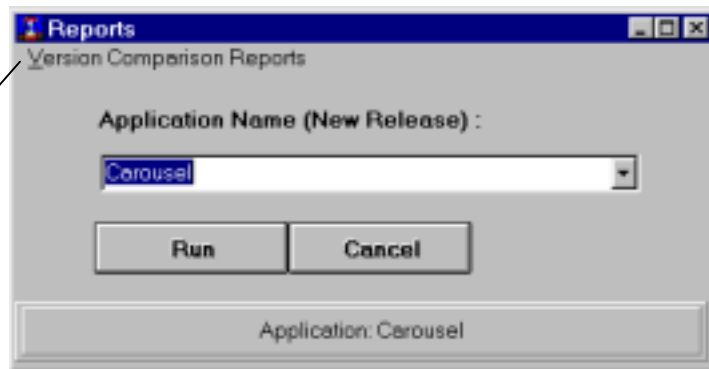 Reports
Version Comparison Reports
Application Name (New Release) :
Carousel
Run Cancel
Application: Carousel